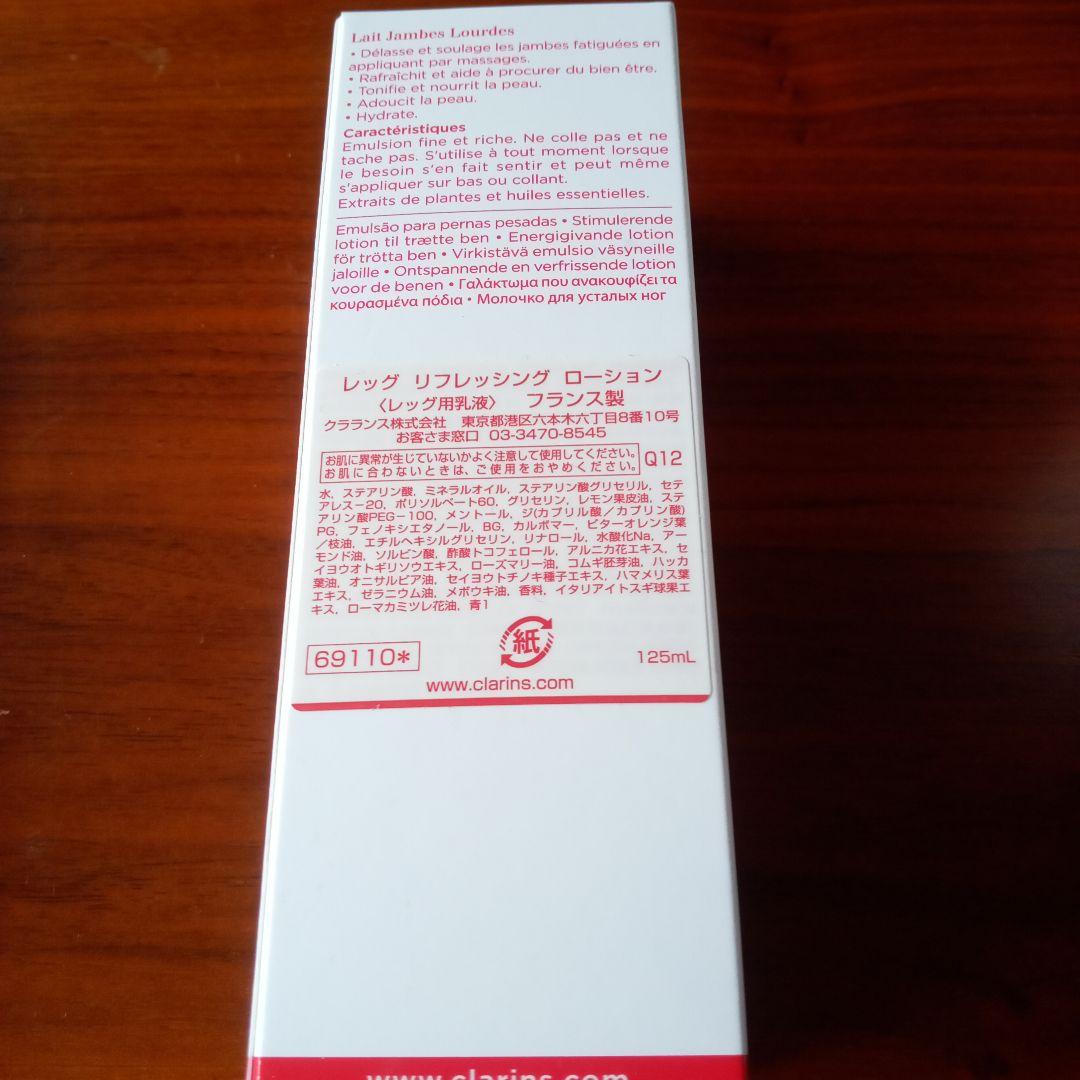 Lait Jambes Lourdes
• Délasse et soulage les jambes fatiguées en
appliquant par massages.
• Rafraîchit et aide à procurer du bien être.
• Tonifie et nourrit la peau.
• Adoucit la peau.
• Hydrate.
Caractéristiques
Emulsion fine et riche. Ne colle pas et ne
tache pas. S'utilise à tout moment lorsque
le besoin s'en fait sentir et peut même
s'appliquer sur bas ou collant.
Extraits de plantes et huiles essentielles.
Emulsão para pernas pesadas • Stimulerende
lotion til trætte ben • Energigivande lotion
för trötta ben • Virkistävä emulsio väsyneille
jaloille • Ontspannende en verfrissende lotion
voor de benen • Γαλάκτωμα που ανακουφίζει τα
κουρασμένα πόδια • Молочко для усталых ног
レッグ リフレッシング ローション
〈レッグ用乳液〉 フランス製
クラランス株式会社 東京都港区六本木六丁目8番10号
お客さま窓口 03-3470-8545
お肌に異常が生じていないかよく注意して使用してください。
お肌に合わないときは、ご使用をおやめください。
Q12
水, ステアリン酸, ミネラルオイル, ステアリン酸グリセリル, セテ
アレス-20, ポリソルベート60, グリセリン, レモン果皮油, ステ
アリン酸PEG-100, メントール, ジ(カプリル酸/カプリン酸)
PG, フェノキシエタノール, BG, カルボマー, ビターオレンジ葉
/枝油, エチルヘキシルグリセリン, リナロール, 水酸化Na, アー
モンド油, ソルビン酸, 酢酸トコフェロール, アルニカ花エキス, セ
イヨウオトギリソウエキス, ローズマリー油, コムギ胚芽油, ハッカ
葉油, オニサルビア油, セイヨウトチノキ種子エキス, ハマメリス葉
エキス, ゼラニウム油, メボウキ油, 香料, イタリアイトスギ球果エ
キス, ローマカミツレ花油, 青1
紙
69110*
125mL
www.clarins.com
www.clarins.com